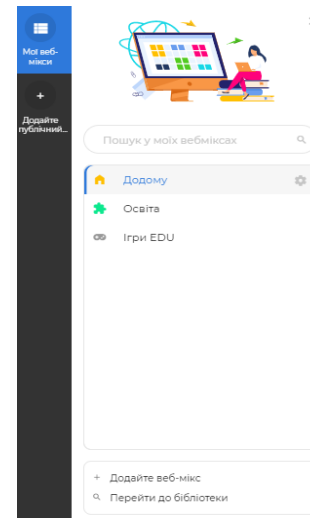 Мої веб-
мікси
Додайте
публічний...
Пошук у моїх вебміксах
Додому
Освіта
Ігри EDU
Додайте веб-мікс
Перейти до бібліотеки